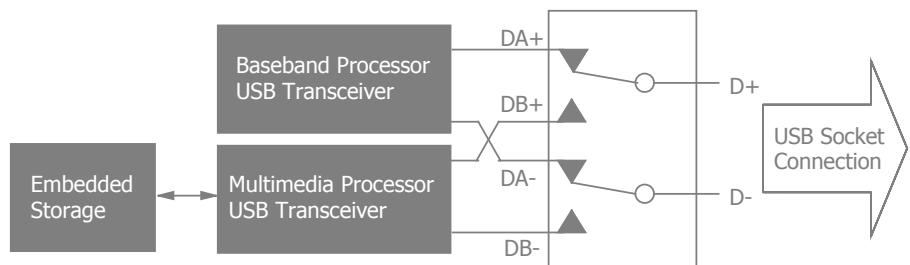 Baseband Processor
USB Transceiver
Multimedia Processor
USB Transceiver
Embedded
Storage
DA+
DB+
DA-
DB-
D+
D-
USB Socket
Connection